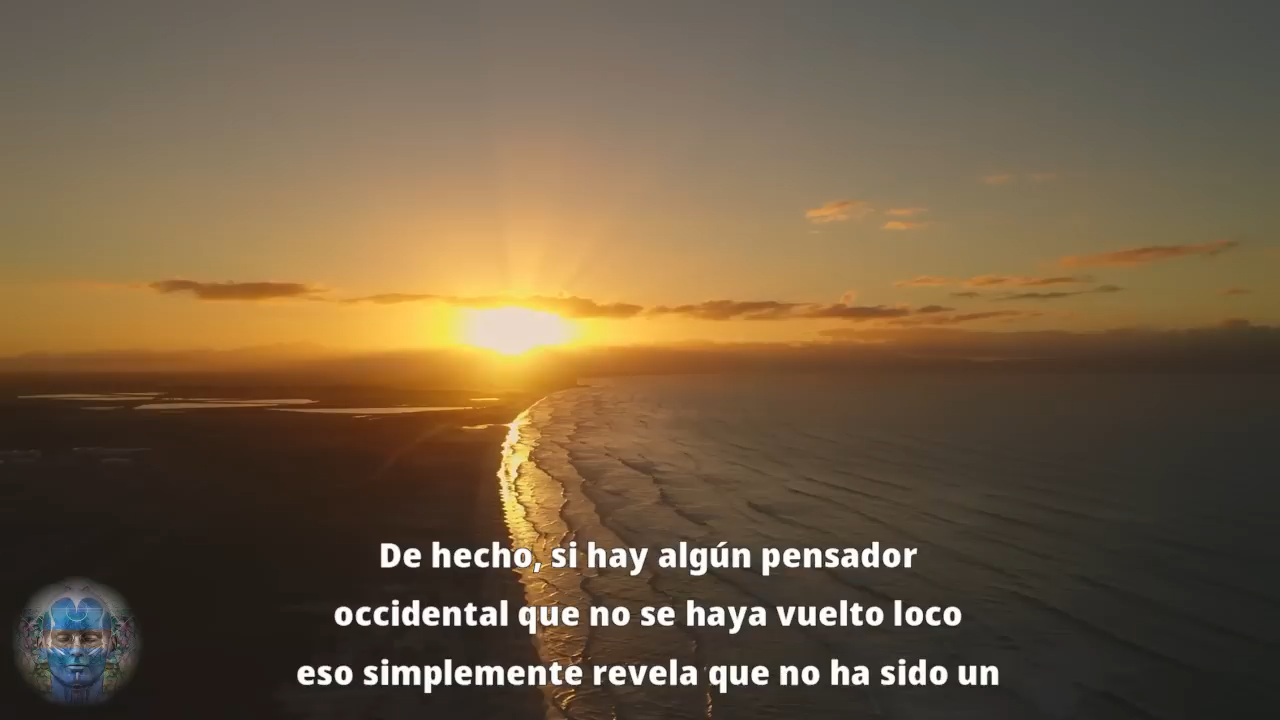 De hecho, si hay algún pensador
occidental que no se haya vuelto loco
eso simplemente revela que no ha sido un